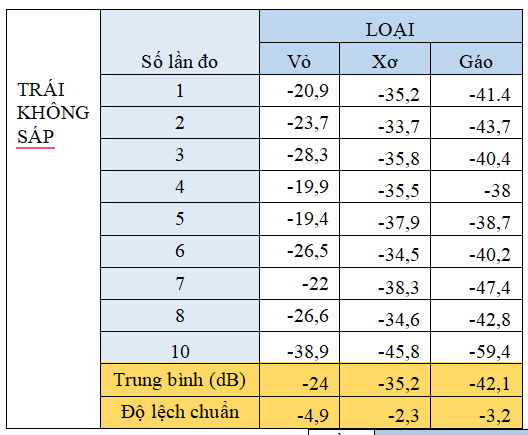 LOẠI
Số lần đo Vỏ Xơ Gáo
TRÁI
KHÔNG
SÁP
1 -20,9 -35,2 -41.4
2 -23,7 -33,7 -43,7
3 -28,3 -35,8 -40,4
4 -19,9 -35,5 -38
5 -19,4 -37,9 -38,7
6 -26,5 -34,5 -40,2
7 -22 -38,3 -47,4
8 -26,6 -34,6 -42,8
10 -38,9 -45,8 -59,4
Trung bình (dB) -24 -35,2 -42,1
Độ lệch chuẩn -4,9 -2,3 -3,2